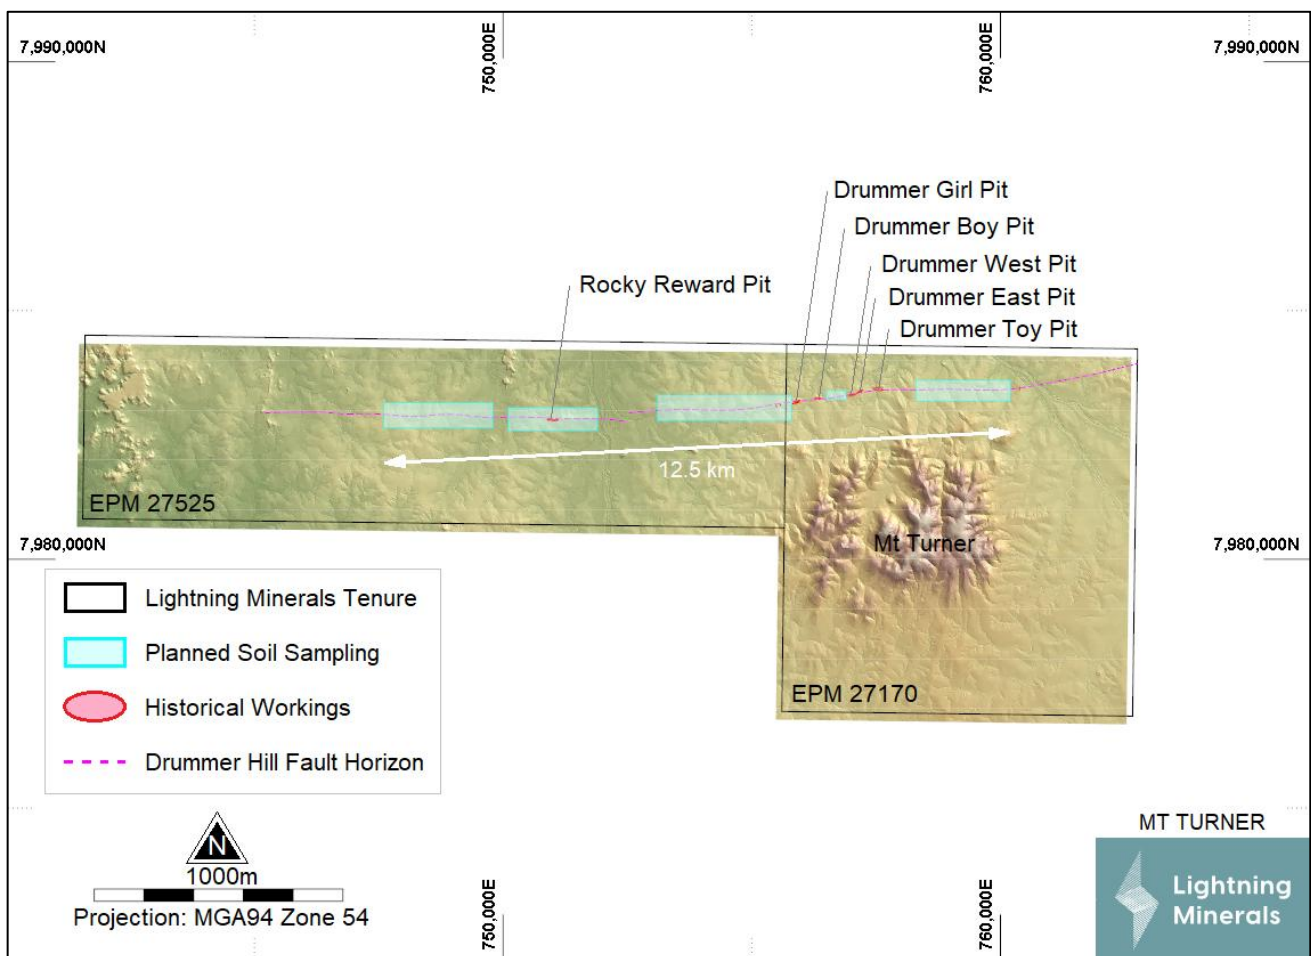 7,990,000N
750,000E
760,000E
7,990,000N
Drummer Girl Pit
Drummer Boy Pit
Drummer West Pit
Rocky Reward Pit
Drummer East Pit
Drummer Toy Pit
12.5 km
EPM 27525
7,980,000N
Mt Turner
7,980,000N
Lightning Minerals Tenure
Planned Soil Sampling
EPM 27170
Historical Workings
Drummer Hill Fault Horizon
N
1000m
Projection: MGA94 Zone 54
750,000E
760,000E
MT TURNER
Lightning
Minerals